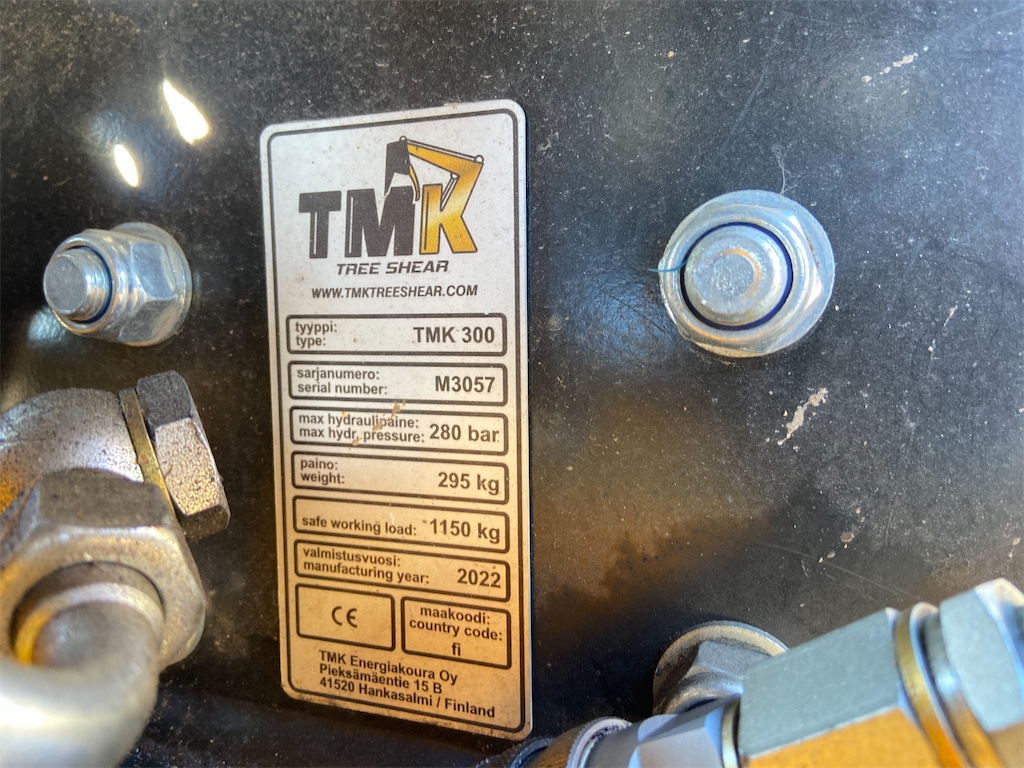 TMK
TREE SHEAR
WWW.TMKTREESHEAR.COM
tyyppi:
type: TMK 300
sarjanumero:
serial number: M3057
max hydraulipaine:
max hydr. pressure: 280 bar
paino:
weight: 295 kg
safe working load: 1150 kg
valmistusvuosi:
manufacturing year: 2022
CE
maakoodi:
country code:
fi
TMK Energiakoura Oy
Pieksämäentie 15 B
41520 Hankasalmi / Finland